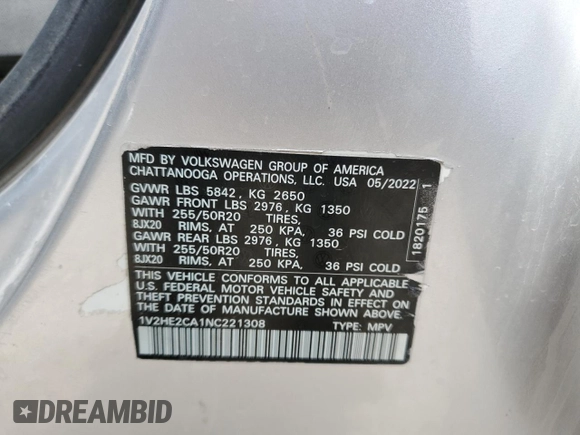 MFD BY VOLKSWAGEN GROUP OF AMERICA
CHATTANOOGA OPERATIONS, LLC. USA 05/2022
GVWR LBS 5842, KG 2650
GAWR FRONT LBS 2976, KG 1350
WITH 255/50R20 TIRES,
8JX20 RIMS, AT 250 KPA, 36 PSI COLD
GAWR REAR LBS 2976, KG 1350
WITH 255/50R20 TIRES,
8JX20 RIMS, AT 250 KPA, 36 PSI COLD
THIS VEHICLE CONFORMS TO ALL APPLICABLE
U.S. FEDERAL MOTOR VEHICLE SAFETY AND
THEFT PREVENTION STANDARDS IN EFFECT ON
THE DATE OF MANUFACTURE SHOWN ABOVE.
1V2HE2CA1NC221308 TYPE: MPV
1820175 1
DREAMBID